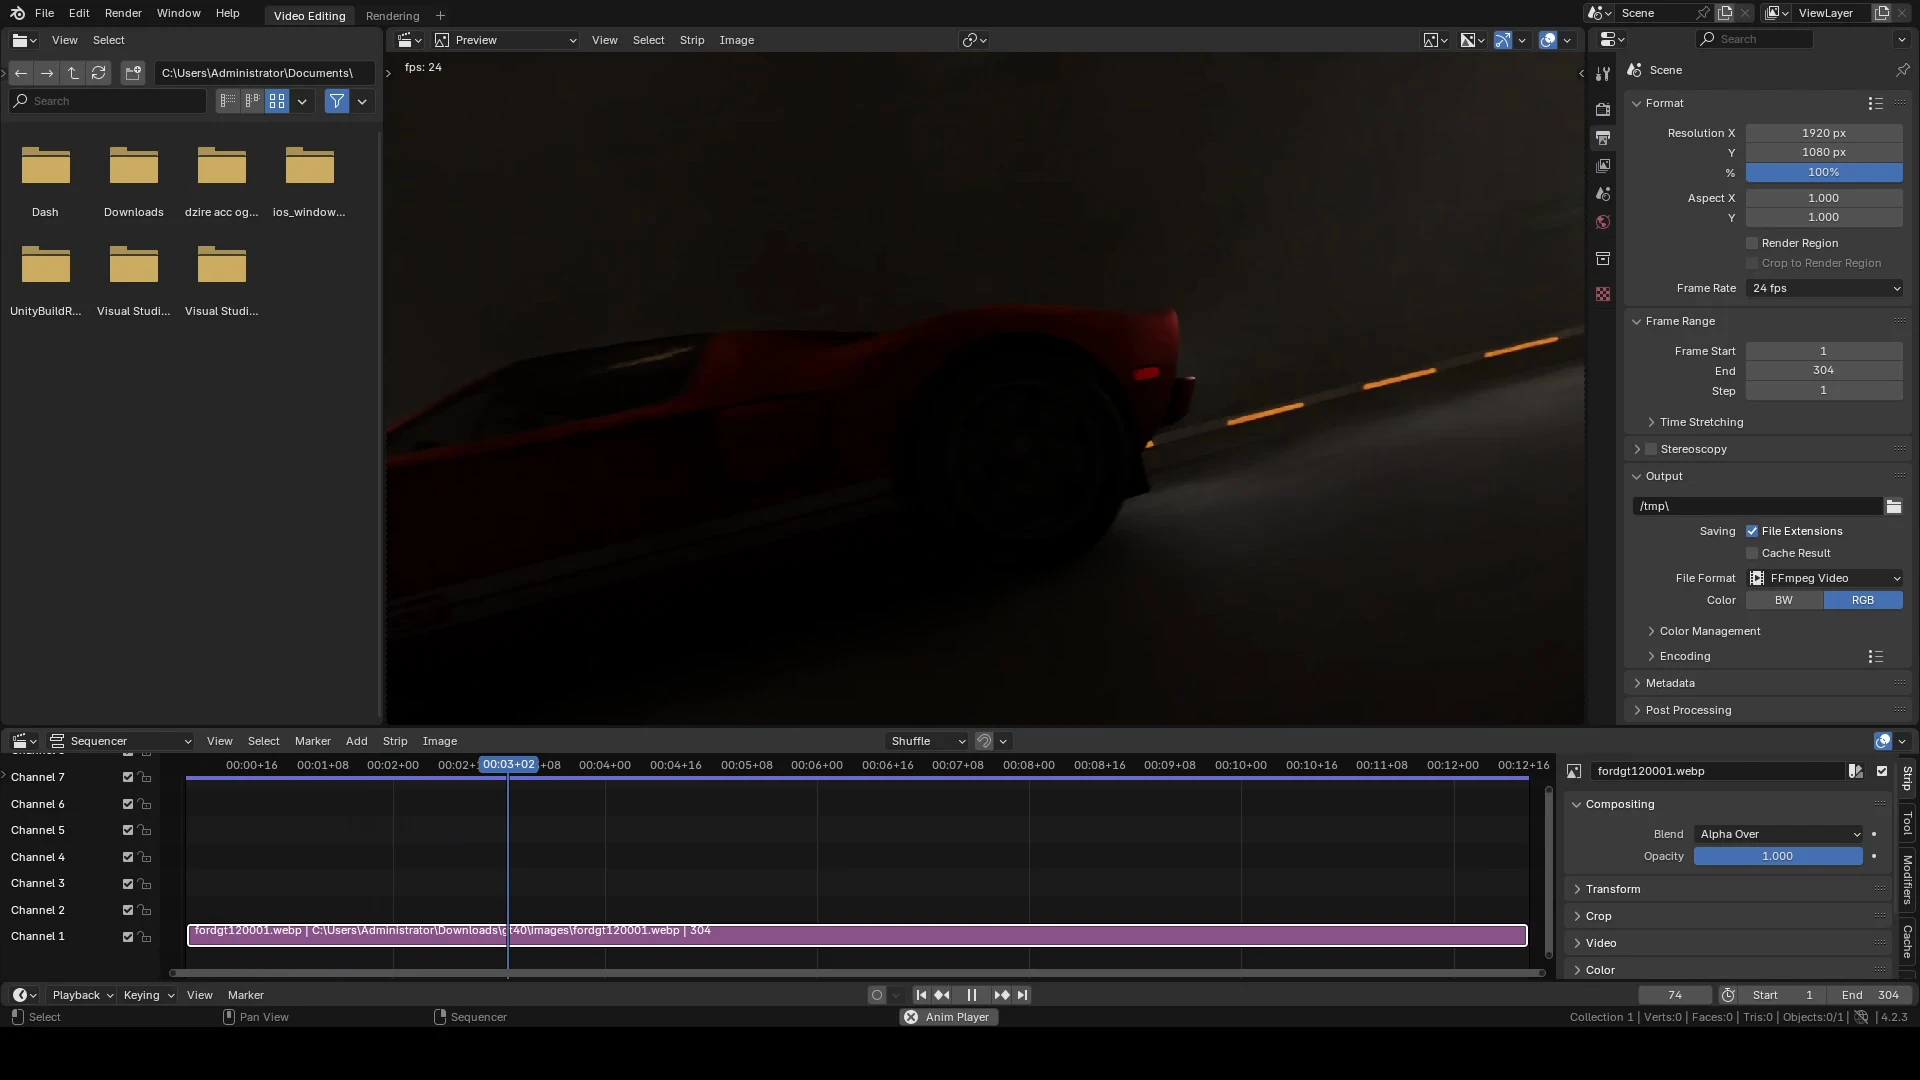 File Edit Render Window Help Video Editing Rendering + Scene ViewLayer
View Select
Preview View Select Strip Image
Search
C:\Users\Administrator\Documents\
fps: 24
Search
Scene
Dash Downloads dzire acc og... ios_window...
UnityBuildR... Visual Studi... Visual Studi...
Format
Resolution X 1920 px
Y 1080 px
% 100%
Aspect X 1.000
Y 1.000
Render Region
Crop to Render Region
Frame Rate 24 fps
Frame Range
Frame Start 1
End 304
Step 1
Time Stretching
Stereoscopy
Output
/tmp\
Saving File Extensions
Cache Result
File Format FFmpeg Video
Color BW RGB
Color Management
Encoding
Metadata
Post Processing
Sequencer View Select Marker Add Strip Image Shuffle
00:00+16 00:01+08 00:02+00 00:02+1 00:03+02 +08 00:04+00 00:04+16 00:05+08 00:06+00 00:06+16 00:07+08 00:08+00 00:08+16 00:09+08 00:10+00 00:10+16 00:11+08 00:12+00 00:12+16
Channel 7
Channel 6
Channel 5
Channel 4
Channel 3
Channel 2
Channel 1
fordgt120001.webp | C:\Users\Administrator\Downloads\gt40\images\fordgt120001.webp | 304
fordgt120001.webp
Compositing
Blend Alpha Over
Opacity 1.000
Transform
Crop
Video
Color
Strip
Tool
Modifiers
Cache
Playback Keying View Marker 74 Start 1 End 304
Select Pan View Sequencer Anim Player Collection 1 | Verts:0 | Faces:0 | Tris:0 | Objects:0/1 | 4.2.3